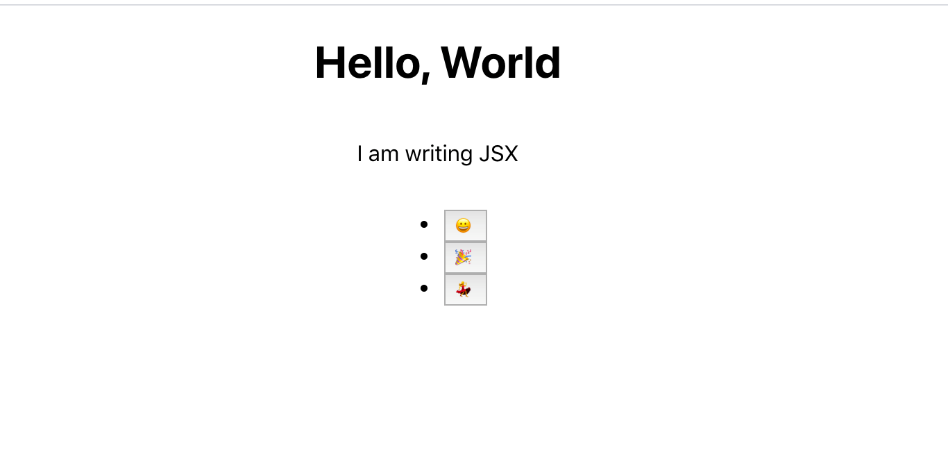 Hello, World
I am writing JSX
• 😀
• 🎉
• 💃